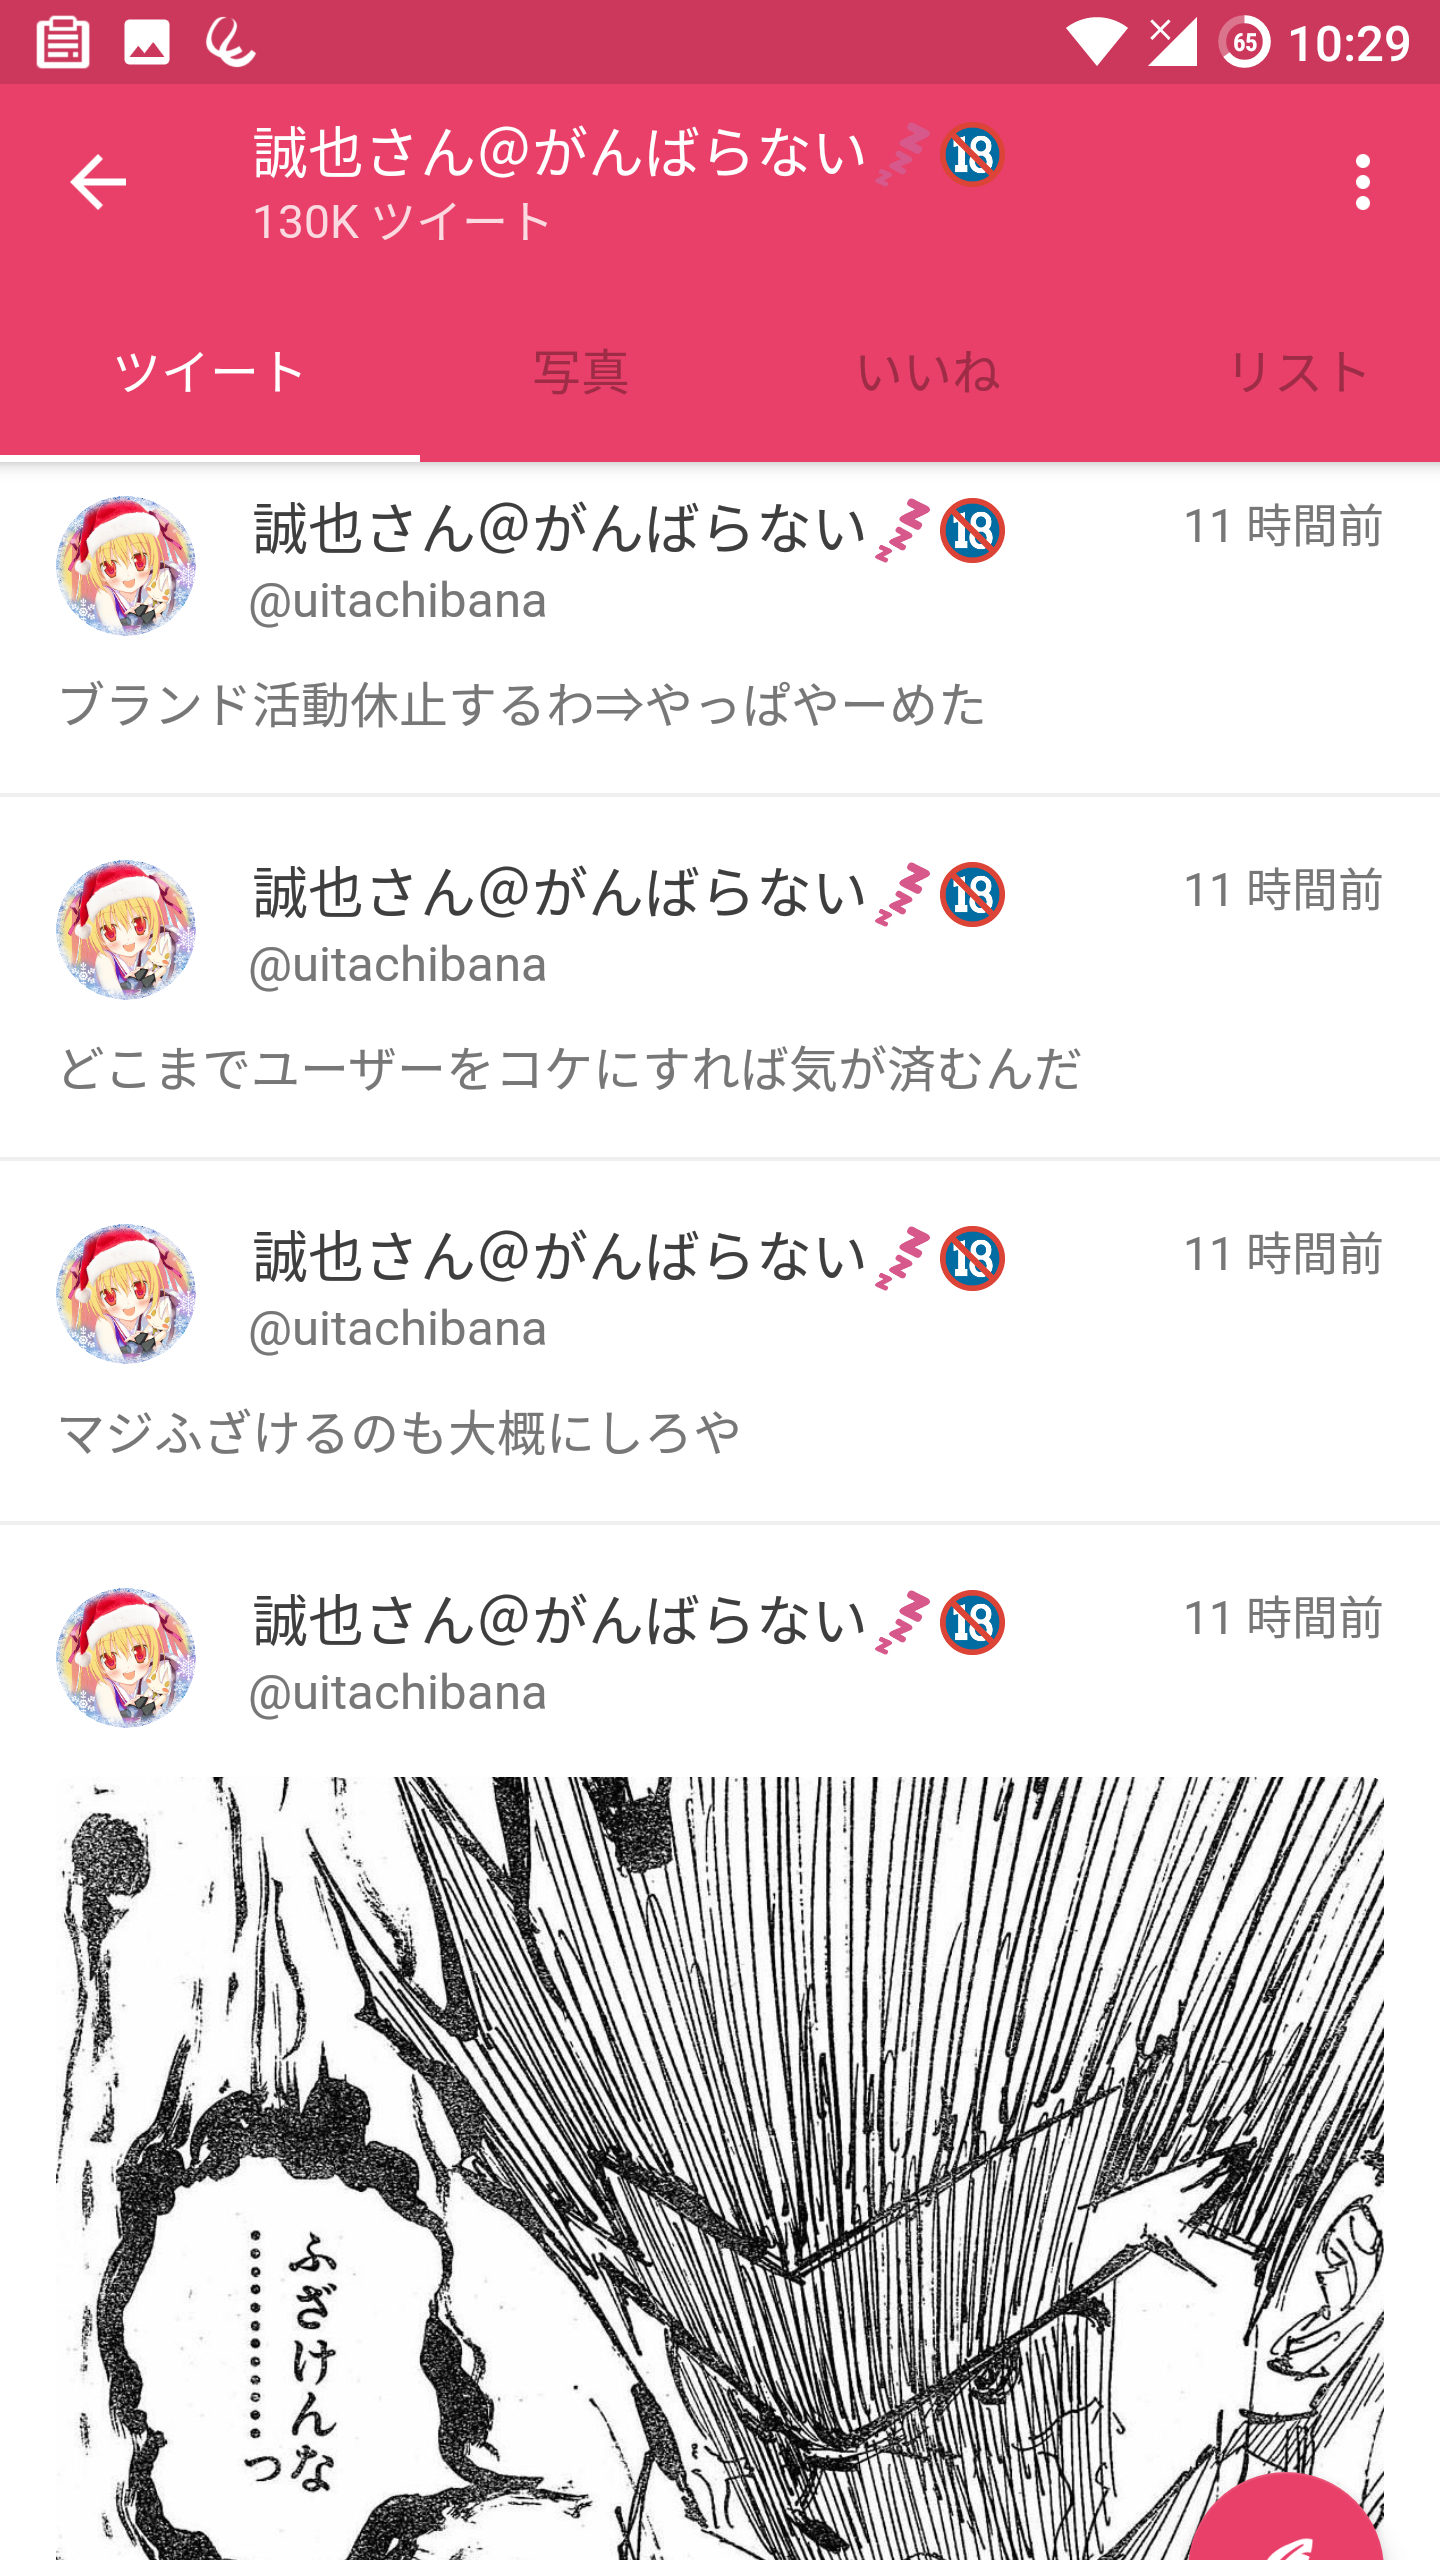 65 10:29
誠也さん@がんばらない💤🔞
130K ツイート
ツイート 写真 いいね リスト
誠也さん@がんばらない💤🔞 11 時間前
@uitachibana
ブランド活動休止するわ⇒やっぱやーめた
誠也さん@がんばらない💤🔞 11 時間前
@uitachibana
どこまでユーザーをコケにすれば気が済むんだ
誠也さん@がんばらない💤🔞 11 時間前
@uitachibana
マジふざけるのも大概にしろや
誠也さん@がんばらない💤🔞 11 時間前
@uitachibana
ふざけんな
………っ